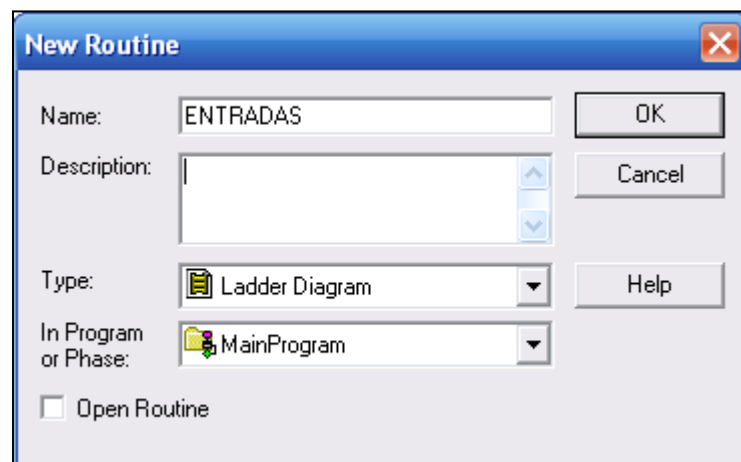 New Routine
Name: ENTRADAS OK
Description: Cancel
Type: Ladder Diagram Help
In Program
or Phase: MainProgram
Open Routine